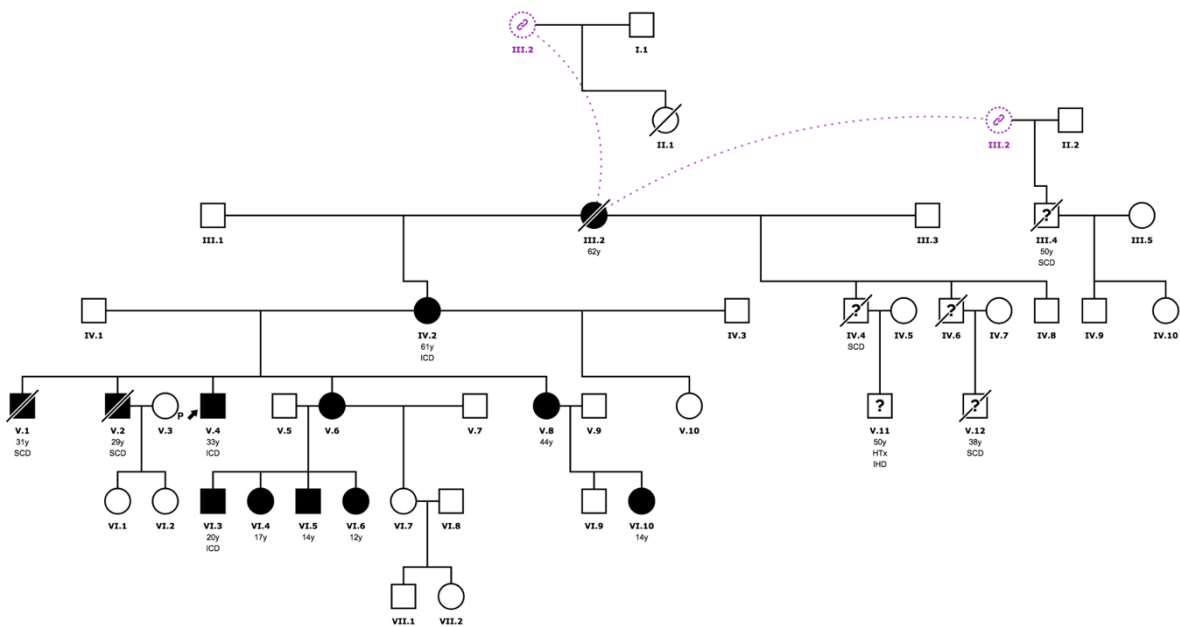 III.2
I.1
II.1
III.2
II.2
III.1
III.2
62y
III.3
?
III.4
50y
SCD
III.5
IV.1
IV.2
61y
ICD
IV.3
?
IV.4
SCD
IV.5
?
IV.6
IV.7
IV.8
IV.9
IV.10
V.1
31y
SCD
V.2
29y
SCD
V.3
P
V.4
33y
ICD
V.5
V.6
V.7
V.8
44y
V.9
V.10
?
V.11
50y
HTx
IHD
?
V.12
38y
SCD
VI.1
VI.2
VI.3
20y
ICD
VI.4
17y
VI.5
14y
VI.6
12y
VI.7
VI.8
VI.9
VI.10
14y
VII.1
VII.2